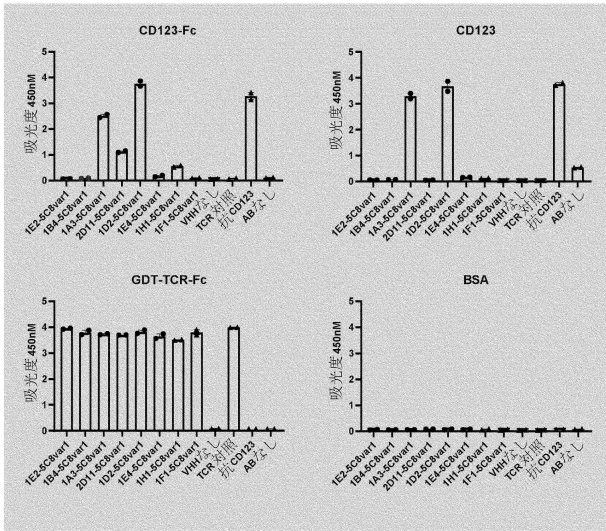 CD123-Fc
吸光度 450nM
5
4
3
2
1
0
1E2-5C8var1
1B4-5C8var1
1A3-5C8var1
2D11-5C8var1
1D2-5C8var1
1E4-5C8var1
1H1-5C8var1
1F1-5C8var1
VHHなし
TCR対照
抗CD123
ABなし
CD123
吸光度 450nM
5
4
3
2
1
0
1E2-5C8var1
1B4-5C8var1
1A3-5C8var1
2D11-5C8var1
1D2-5C8var1
1E4-5C8var1
1H1-5C8var1
1F1-5C8var1
VHHなし
TCR対照
抗CD123
ABなし
GDT-TCR-Fc
吸光度 450nM
5
4
3
2
1
0
1E2-5C8var1
1B4-5C8var1
1A3-5C8var1
2D11-5C8var1
1D2-5C8var1
1E4-5C8var1
1H1-5C8var1
1F1-5C8var1
VHHなし
TCR対照
抗CD123
ABなし
BSA
吸光度 450nM
5
4
3
2
1
0
1E2-5C8var1
1B4-5C8var1
1A3-5C8var1
2D11-5C8var1
1D2-5C8var1
1E4-5C8var1
1H1-5C8var1
1F1-5C8var1
VHHなし
TCR対照
抗CD123
ABなし